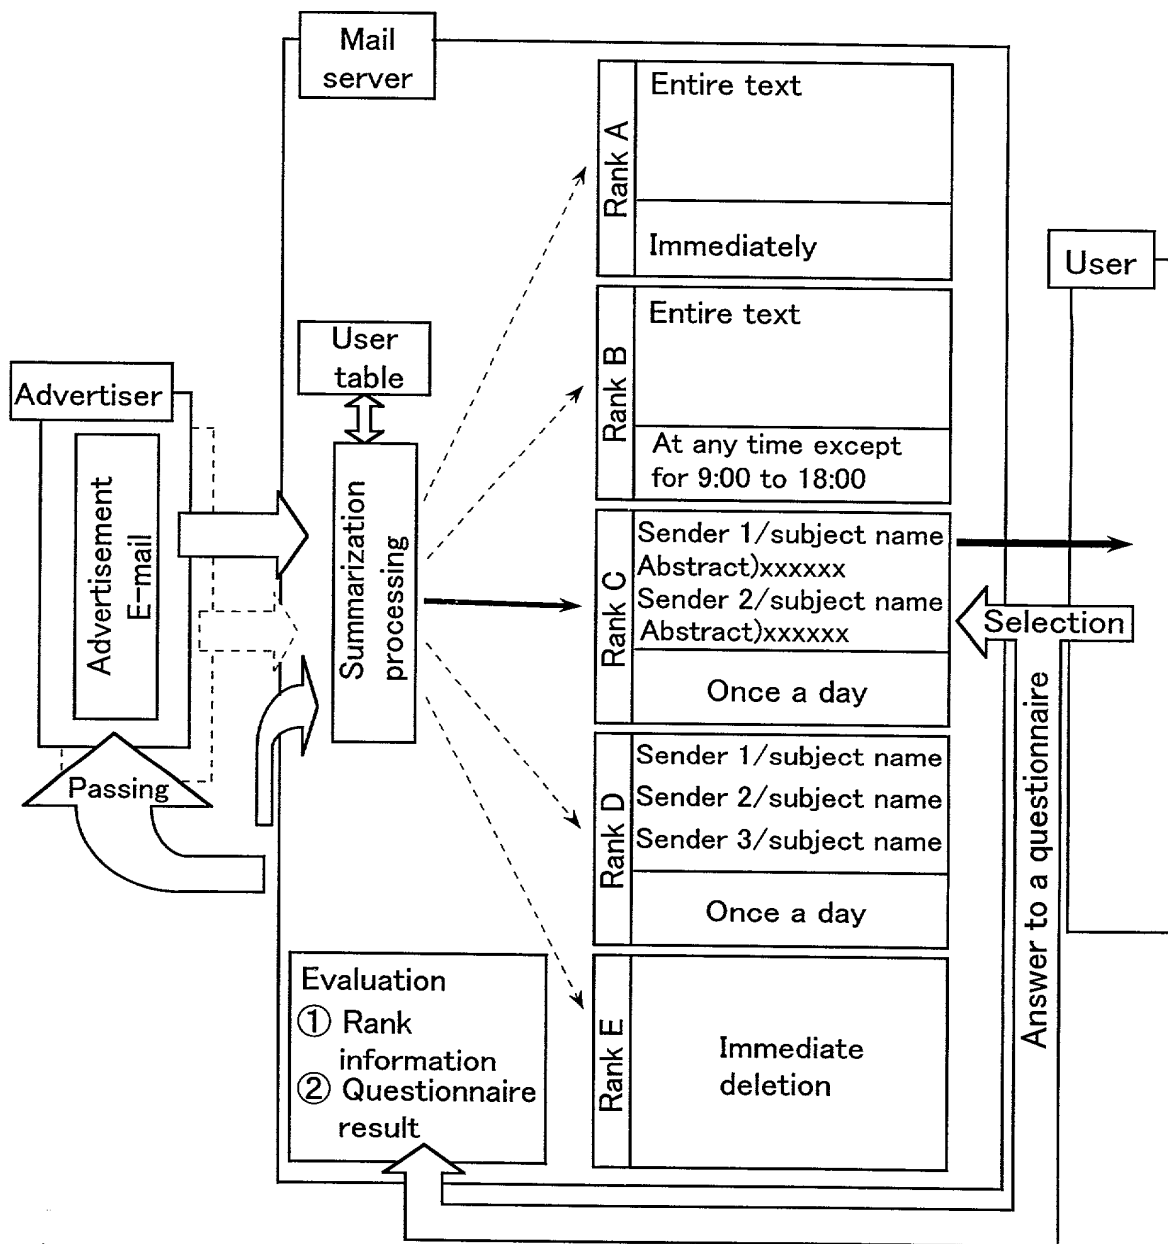 Mail
server
Rank A
Entire text
Immediately
User
Rank B
Entire text
At any time except
for 9:00 to 18:00
User
table
Advertiser
Advertisement
E-mail
Summarization
processing
Rank C
Sender 1/subject name
Abstract)xxxxxx
Sender 2/subject name
Abstract)xxxxxx
Once a day
Selection
Answer to a questionnaire
Passing
Rank D
Sender 1/subject name
Sender 2/subject name
Sender 3/subject name
Once a day
Evaluation
① Rank
information
② Questionnaire
result
Rank E
Immediate
deletion